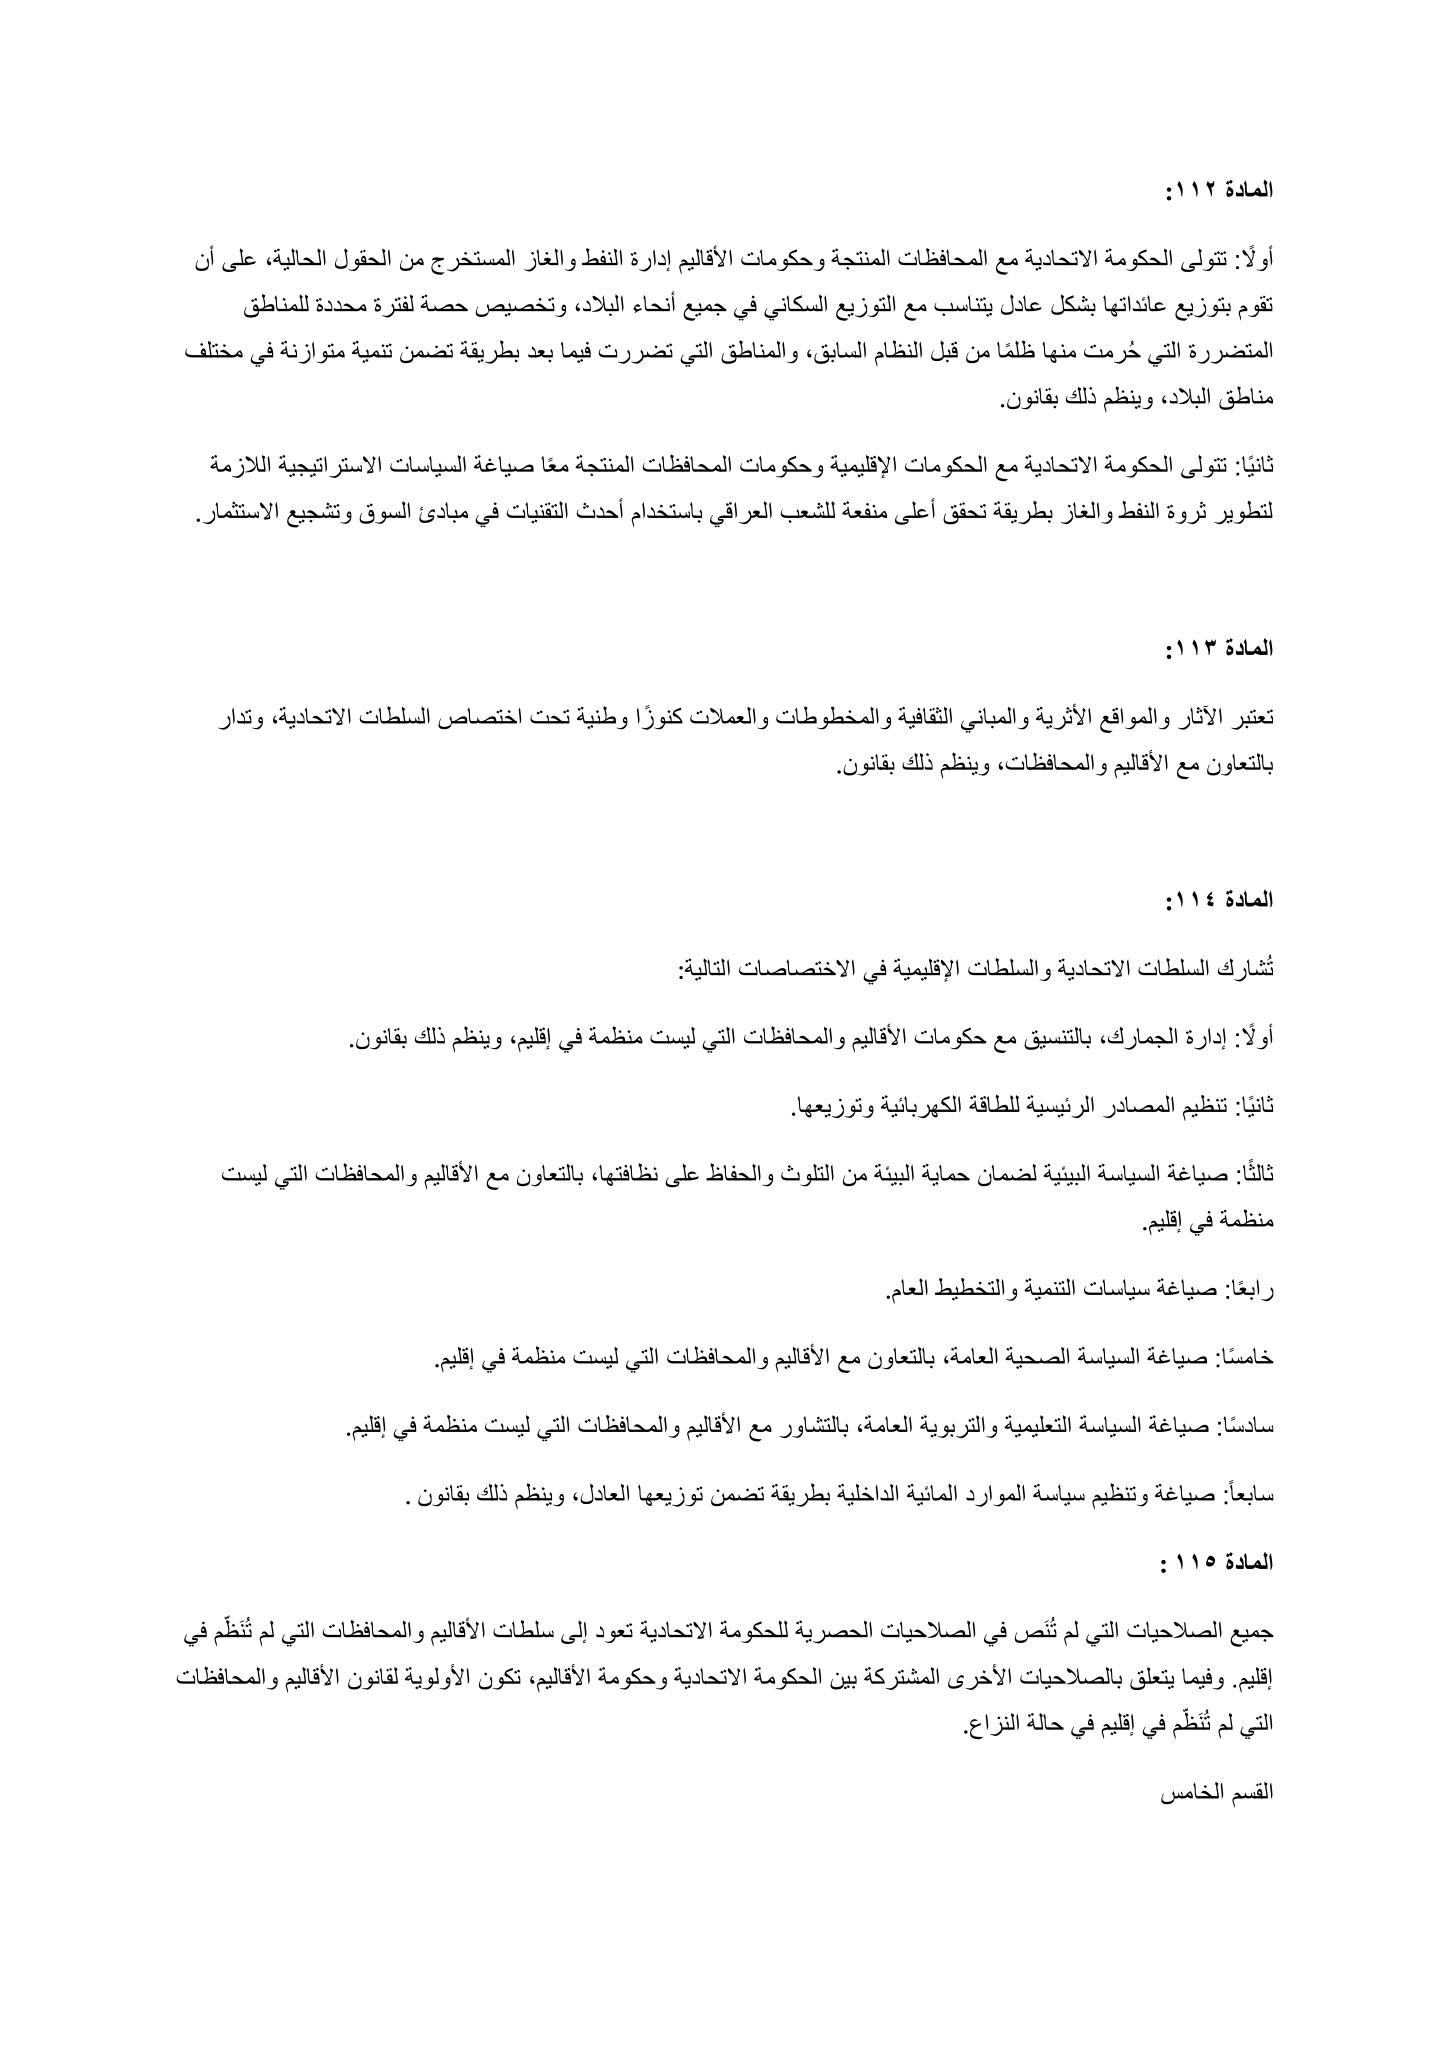 المادة ١١٢:
أولًا: تتولى الحكومة الاتحادية مع المحافظات المنتجة وحكومات الأقاليم إدارة النفط والغاز المستخرج من الحقول الحالية، على أن
تقوم بتوزيع عائداتها بشكل عادل يتناسب مع التوزيع السكاني في جميع أنحاء البلاد، وتخصيص حصة لفترة محددة للمناطق
المتضررة التي حُرمت منها ظلمًا من قبل النظام السابق، والمناطق التي تضررت فيما بعد بطريقة تضمن تنمية متوازنة في مختلف
مناطق البلاد، وينظم ذلك بقانون.
ثانيًا: تتولى الحكومة الاتحادية مع الحكومات الإقليمية وحكومات المحافظات المنتجة معًا صياغة السياسات الاستراتيجية اللازمة
لتطوير ثروة النفط والغاز بطريقة تحقق أعلى منفعة للشعب العراقي باستخدام أحدث التقنيات في مبادئ السوق وتشجيع الاستثمار.
المادة ١١٣:
تعتبر الآثار والمواقع الأثرية والمباني الثقافية والمخطوطات والعملات كنوزًا وطنية تحت اختصاص السلطات الاتحادية، وتدار
بالتعاون مع الأقاليم والمحافظات، وينظم ذلك بقانون.
المادة ١١٤:
تُشارك السلطات الاتحادية والسلطات الإقليمية في الاختصاصات التالية:
أولًا: إدارة الجمارك، بالتنسيق مع حكومات الأقاليم والمحافظات التي ليست منظمة في إقليم، وينظم ذلك بقانون.
ثانيًا: تنظيم المصادر الرئيسية للطاقة الكهربائية وتوزيعها.
ثالثًا: صياغة السياسة البيئية لضمان حماية البيئة من التلوث والحفاظ على نظافتها، بالتعاون مع الأقاليم والمحافظات التي ليست
منظمة في إقليم.
رابعًا: صياغة سياسات التنمية والتخطيط العام.
خامسًا: صياغة السياسة الصحية العامة، بالتعاون مع الأقاليم والمحافظات التي ليست منظمة في إقليم.
سادسًا: صياغة السياسة التعليمية والتربوية العامة، بالتشاور مع الأقاليم والمحافظات التي ليست منظمة في إقليم.
سابعاً: صياغة وتنظيم سياسة الموارد المائية الداخلية بطريقة تضمن توزيعها العادل، وينظم ذلك بقانون .
المادة ١١٥ :
جميع الصلاحيات التي لم تُنَص في الصلاحيات الحصرية للحكومة الاتحادية تعود إلى سلطات الأقاليم والمحافظات التي لم تُنَظّم في
إقليم. وفيما يتعلق بالصلاحيات الأخرى المشتركة بين الحكومة الاتحادية وحكومة الأقاليم، تكون الأولوية لقانون الأقاليم والمحافظات
التي لم تُنَظّم في إقليم في حالة النزاع.
القسم الخامس